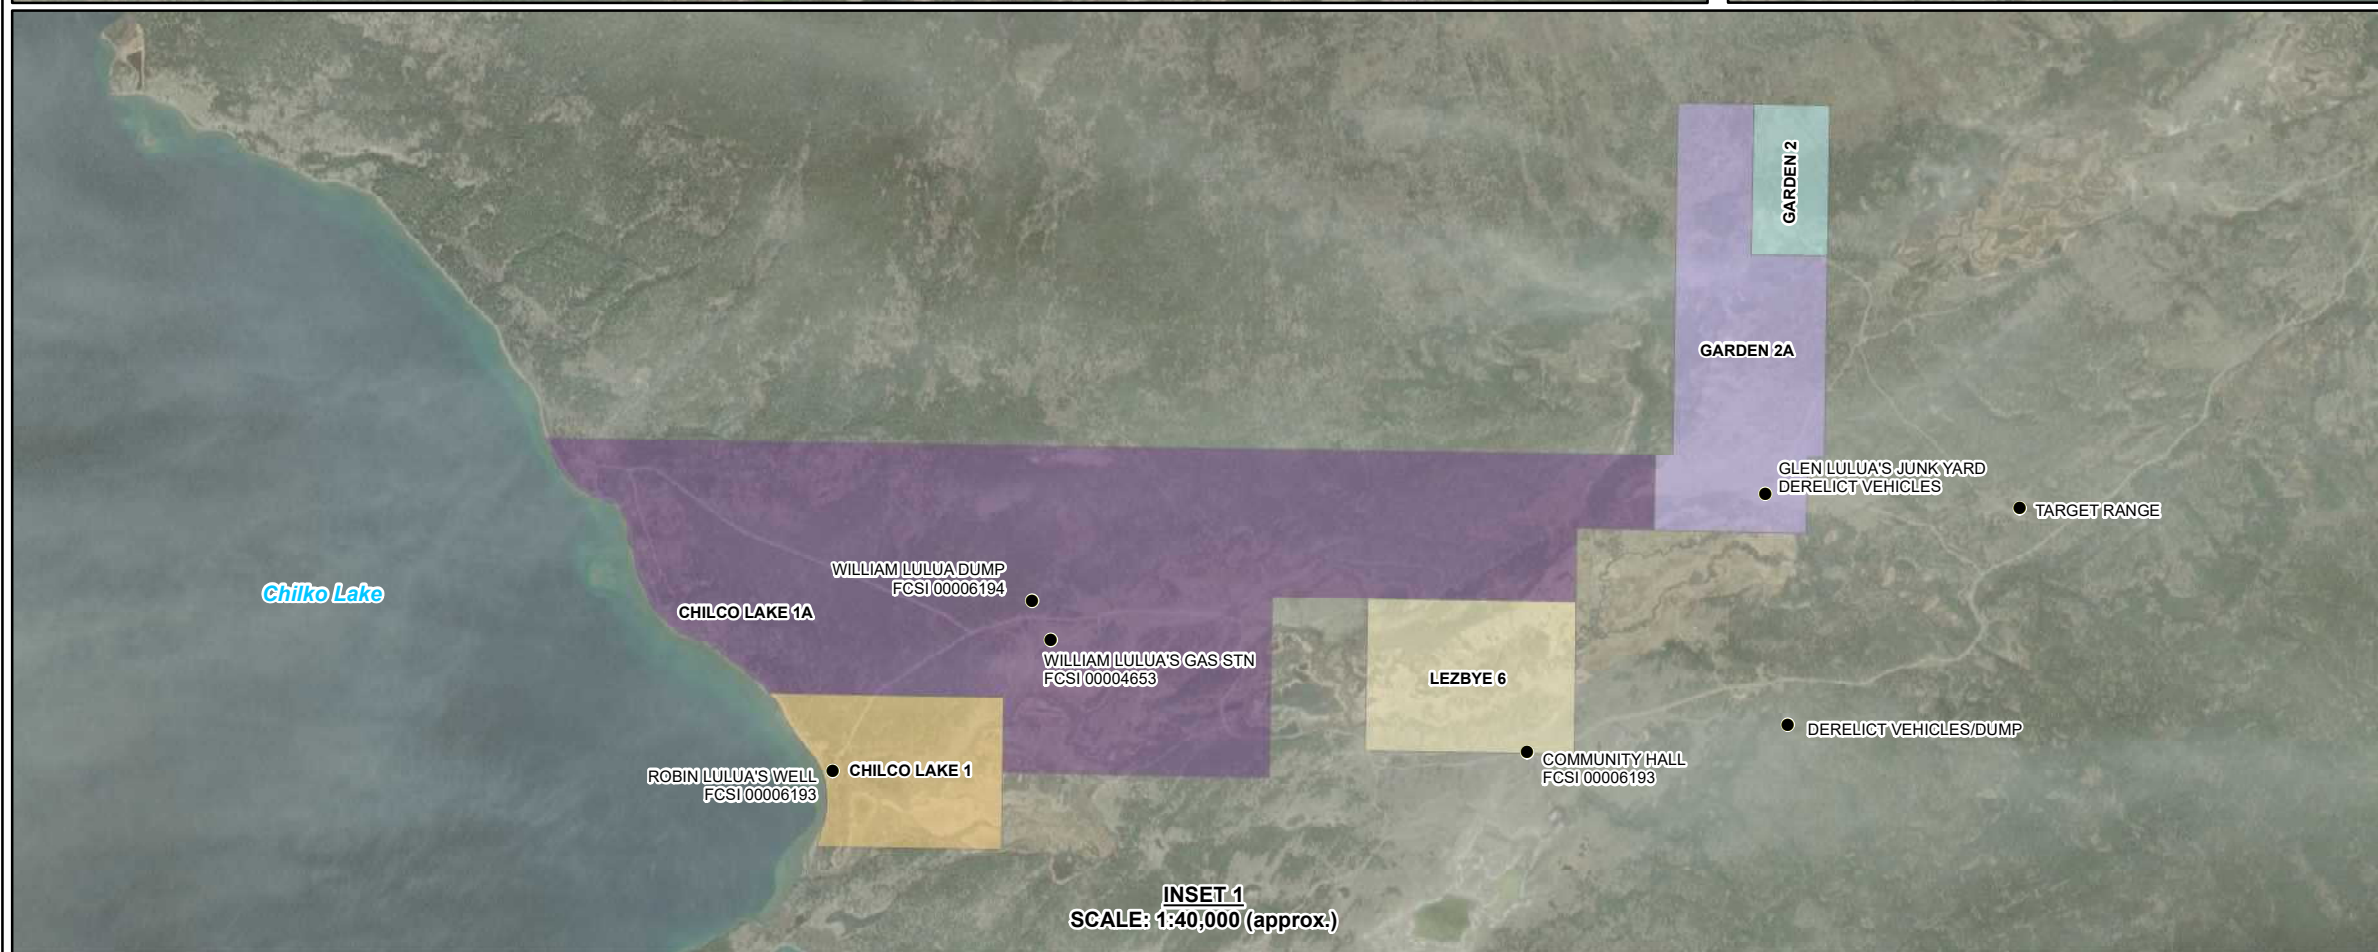 GARDEN 2
GARDEN 2A
GLEN LULUA'S JUNK YARD
DERELICT VEHICLES
TARGET RANGE
WILLIAM LULUA DUMP
FCSI 00006194
Chilko Lake
CHILCO LAKE 1A
WILLIAM LULUA'S GAS STN
FCSI 00004653
LEZBYE 6
DERELICT VEHICLES/DUMP
COMMUNITY HALL
FCSI 00006193
ROBIN LULUA'S WELL
FCSI 00006193
CHILCO LAKE 1
INSET 1
SCALE: 1:40,000 (approx.)